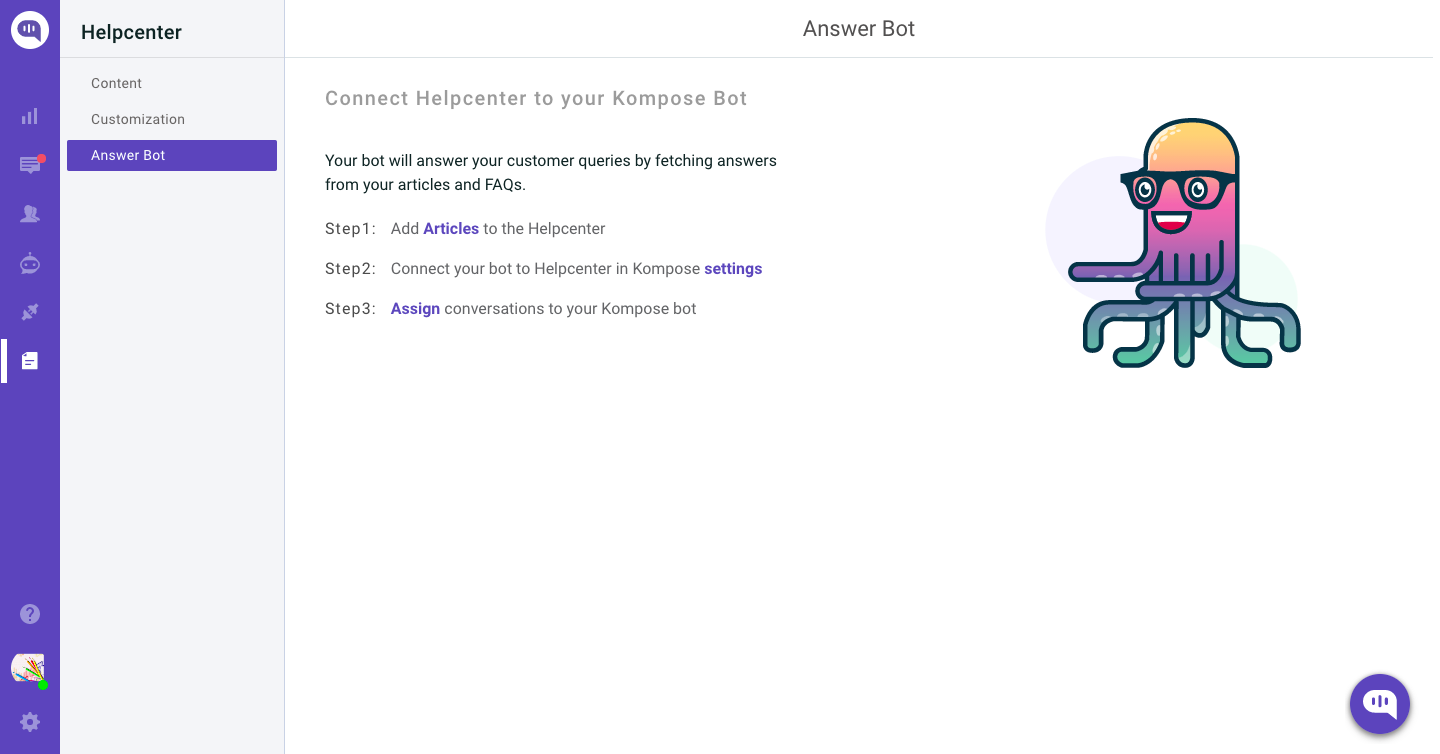 Helpcenter
Answer Bot
Content
Customization
Answer Bot
Connect Helpcenter to your Kompose Bot
Your bot will answer your customer queries by fetching answers
from your articles and FAQs.
Step1: Add Articles to the Helpcenter
Step2: Connect your bot to Helpcenter in Kompose settings
Step3: Assign conversations to your Kompose bot